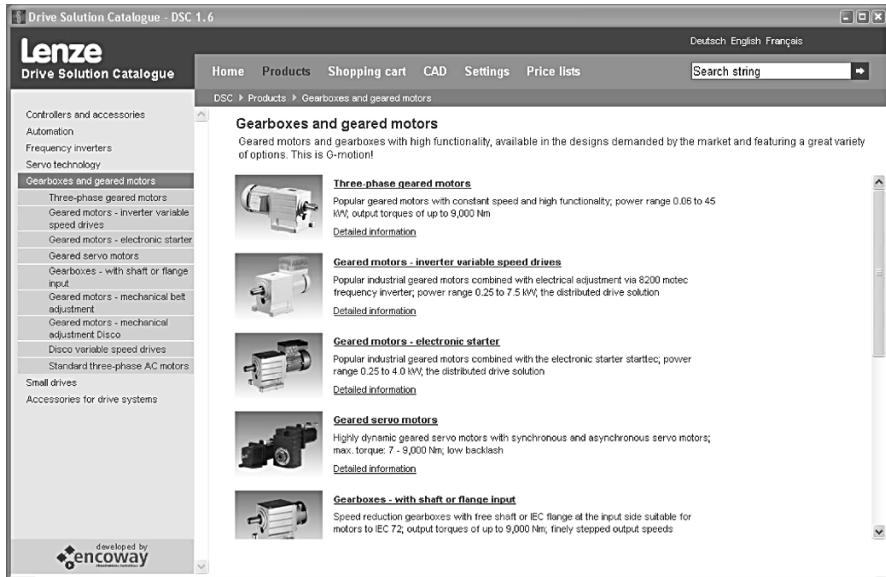 Drive Solution Catalogue - DSC 1.6
Deutsch English Français
Lenze
Drive Solution Catalogue
Home Products Shopping cart CAD Settings Price lists
Search string
DSC Products Gearboxes and geared motors
Controllers and accessories
Automation
Frequency inverters
Servo technology
Gearboxes and geared motors
Three-phase geared motors
Geared motors - inverter variable
speed drives
Geared motors - electronic starter
Geared servo motors
Gearboxes - with shaft or flange
input
Geared motors - mechanical belt
adjustment
Geared motors - mechanical
adjustment Disco
Disco variable speed drives
Standard three-phase AC motors
Small drives
Accessories for drive systems
developed by
encoway
Gearboxes and geared motors
Geared motors and gearboxes with high functionality, available in the designs demanded by the market and featuring a great variety
of options. This is G-motion!
Three-phase geared motors
Popular geared motors with constant speed and high functionality; power range 0.06 to 45
kW; output torques of up to 9,000 Nm
Detailed information
Geared motors - inverter variable speed drives
Popular industrial geared motors combined with electrical adjustment via 8200 motec
frequency inverter; power range 0.25 to 7.5 kW; the distributed drive solution
Detailed information
Geared motors - electronic starter
Popular industrial geared motors combined with the electronic starter starttec; power
range 0.25 to 4.0 kW; the distributed drive solution
Detailed information
Geared servo motors
Highly dynamic geared servo motors with synchronous and asynchronous servo motors;
max. torque: 7 - 9,000 Nm; low backlash
Detailed information
Gearboxes - with shaft or flange input
Speed reduction gearboxes with free shaft or IEC flange at the input side suitable for
motors to IEC 72; output torques of up to 9,000 Nm; finely stepped output speeds